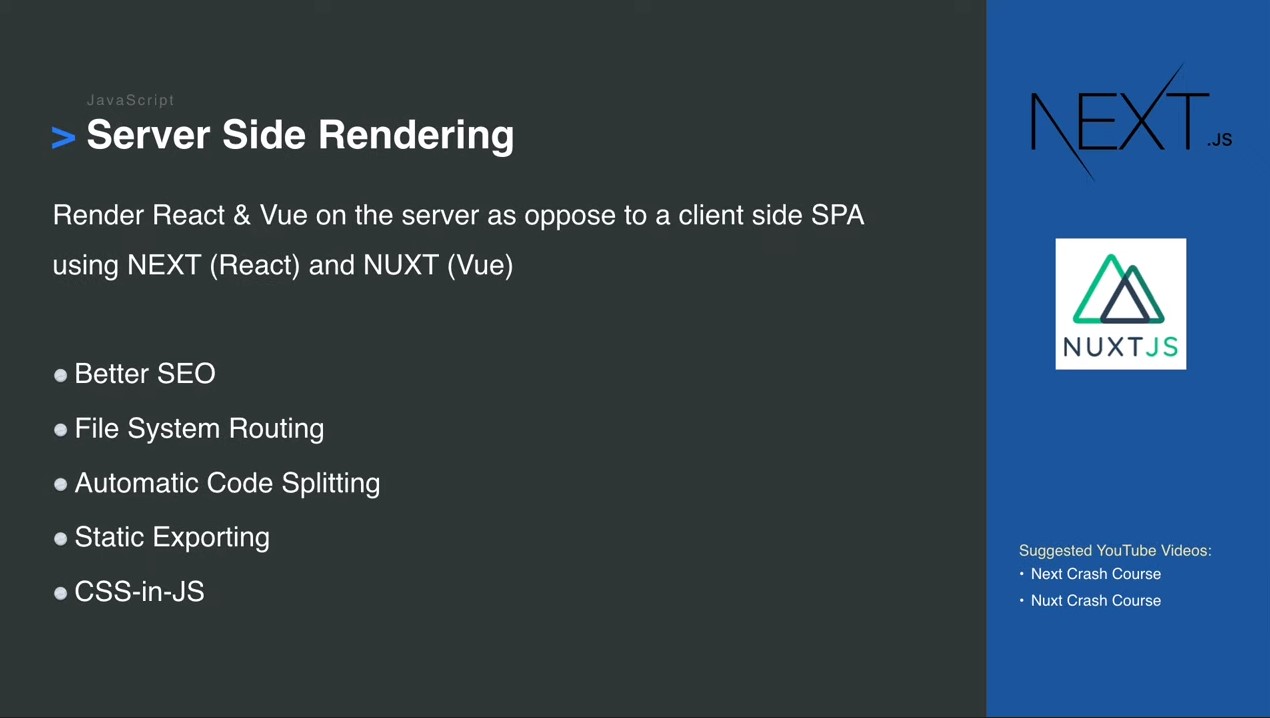 JavaScript
> Server Side Rendering
Render React & Vue on the server as oppose to a client side SPA
using NEXT (React) and NUXT (Vue)
Better SEO
File System Routing
Automatic Code Splitting
Static Exporting
CSS-in-JS
NEXT.JS
NUXTJS
Suggested YouTube Videos:
• Next Crash Course
• Nuxt Crash Course